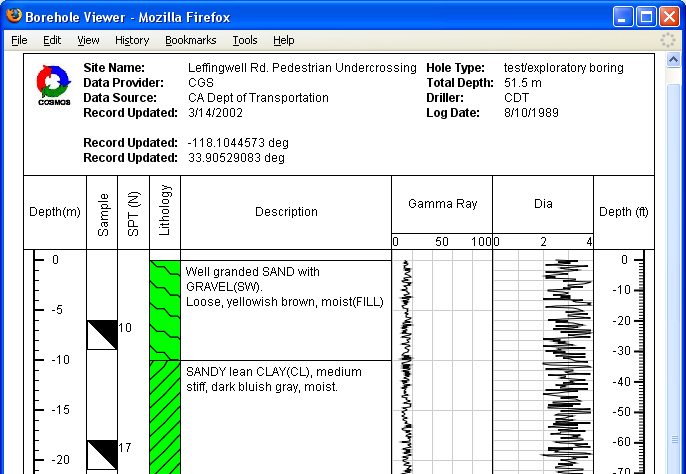 Borehole Viewer - Mozilla Firefox
File Edit View History Bookmarks Tools Help
COSMOS
Site Name: Leffingwell Rd. Pedestrian Undercrossing Hole Type: test/exploratory boring
Data Provider: CGS Total Depth: 51.5 m
Data Source: CA Dept of Transportation Driller: CDT
Record Updated: 3/14/2002 Log Date: 8/10/1989
Record Updated: -118.1044573 deg
Record Updated: 33.90529083 deg
Depth(m) Sample SPT (N) Lithology Description Gamma Ray Dia Depth (ft)
0 50 100 0 2 4
0 Well granded SAND with 0
GRAVEL(SW).
Loose, yellowish brown, moist(FILL)
-10
-5
10 -20
-30
-10
SANDY lean CLAY(CL), medium
stiff, dark bluish gray, moist.
-40
-15
-50
17 -60
-20
-70